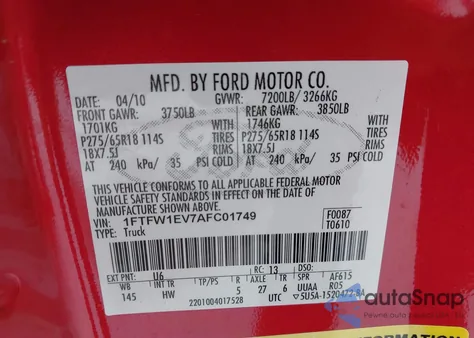 MFD. BY FORD MOTOR CO.
DATE: 04/10 GVWR: 7200LB/ 3266KG
FRONT GAWR: 3750LB REAR GAWR: 3850LB
1701KG 1746KG
P275/65R18 114S TIRES P275/65R18 114S TIRES
18X7.5J RIMS 18X7.5J RIMS
AT 240 kPa/ 35 PSI COLD AT 240 kPa/ 35 PSI COLD
THIS VEHICLE CONFORMS TO ALL APPLICABLE FEDERAL MOTOR
VEHICLE SAFETY STANDARDS IN EFFECT ON THE DATE OF
MANUFACTURE SHOWN ABOVE.
VIN: 1FTFW1EV7AFC01749 F0087
TYPE: Truck T0610
EXT PNT: U6 RC: 13 DSO:
WB INT TR TP/PS R AXLE TR S AF615
145 HW 5 27 6 UUAA R05
2201004017528 UTC
autoSnap
INFORMATION